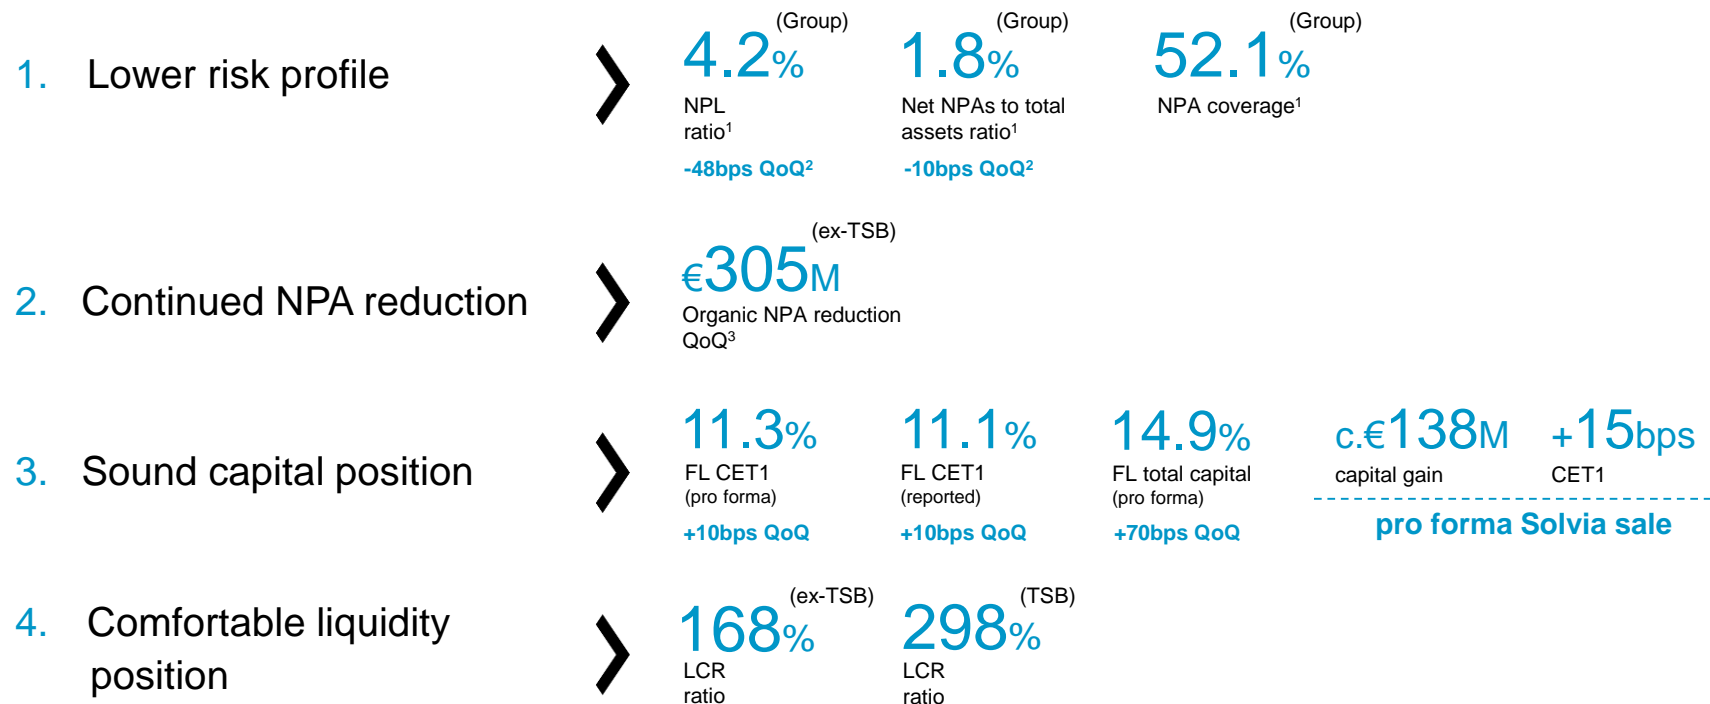 1. Lower risk profile
(Group)
4.2%
NPL
ratio¹
-48bps QoQ²
(Group)
1.8%
Net NPAs to total
assets ratio¹
-10bps QoQ²
(Group)
52.1%
NPA coverage¹
2. Continued NPA reduction
(ex-TSB)
€305M
Organic NPA reduction
QoQ³
3. Sound capital position
11.3%
FL CET1
(pro forma)
+10bps QoQ
11.1%
FL CET1
(reported)
+10bps QoQ
14.9%
FL total capital
(pro forma)
+70bps QoQ
c.€138M
capital gain
+15bps
CET1
pro forma Solvia sale
4. Comfortable liquidity
position
(ex-TSB)
168%
LCR
ratio
(TSB)
298%
LCR
ratio